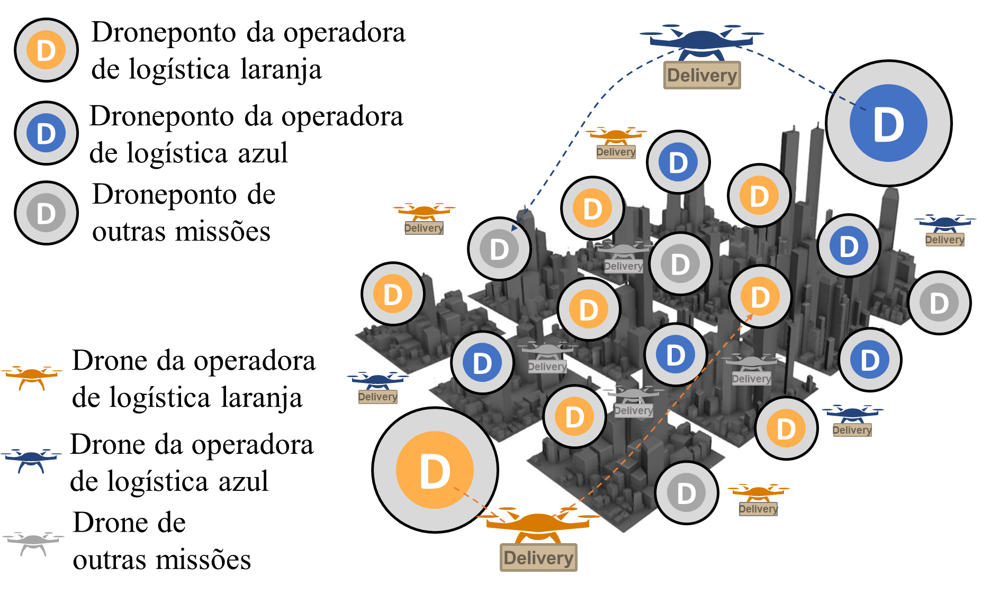 D
Droneponto da operadora
de logística laranja
D
Droneponto da operadora
de logística azul
D
Droneponto de
outras missões
Drone da operadora
de logística laranja
Drone da operadora
de logística azul
Drone de
outras missões
Delivery
D
Delivery
D
D
D
Delivery
D
D
Delivery
Delivery
D
D
D
D
D
D
D
D
Delivery
Delivery
D
Delivery
Delivery
D
D
Delivery
D
D
Delivery
Delivery